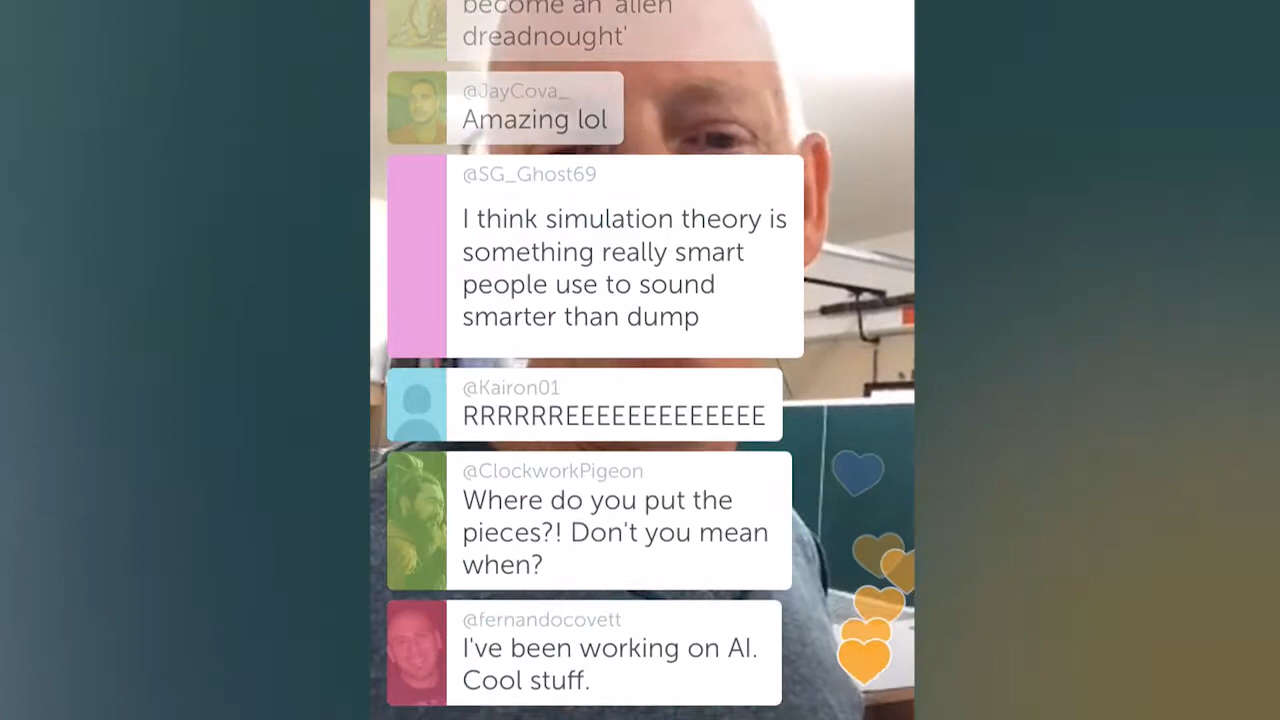 become an 'alien
dreadnought'
@JayCova_
Amazing lol
@SG_Ghost69
I think simulation theory is
something really smart
people use to sound
smarter than dump
@Kairon01
RRRRRREEEEEEEEEEEEE
@ClockworkPigeon
Where do you put the
pieces?! Don't you mean
when?
@fernandocovett
I've been working on AI.
Cool stuff.